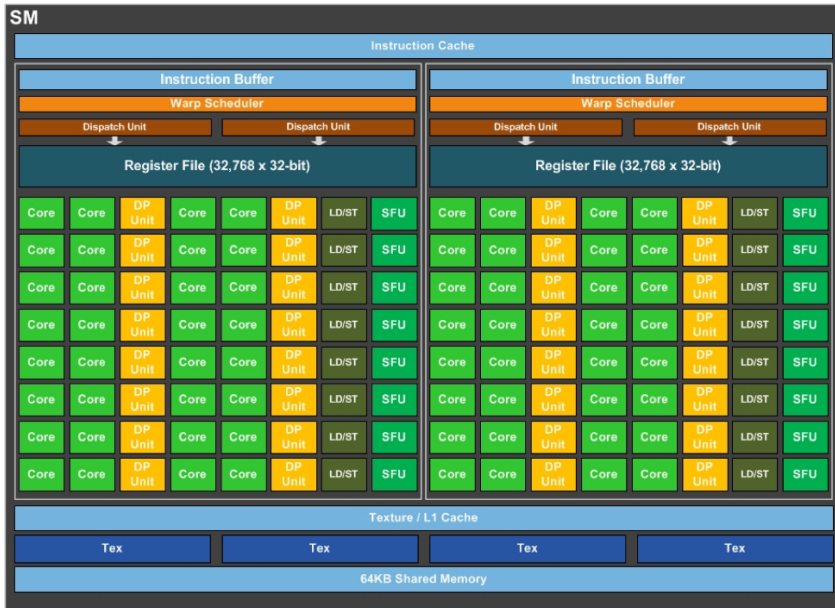 SM
Instruction Cache
Instruction Buffer Instruction Buffer
Warp Scheduler Warp Scheduler
Dispatch Unit Dispatch Unit Dispatch Unit Dispatch Unit
Register File (32,768 x 32-bit) Register File (32,768 x 32-bit)
Core Core DP Unit Core Core DP Unit LD/ST SFU Core Core DP Unit Core Core DP Unit LD/ST SFU
Core Core DP Unit Core Core DP Unit LD/ST SFU Core Core DP Unit Core Core DP Unit LD/ST SFU
Core Core DP Unit Core Core DP Unit LD/ST SFU Core Core DP Unit Core Core DP Unit LD/ST SFU
Core Core DP Unit Core Core DP Unit LD/ST SFU Core Core DP Unit Core Core DP Unit LD/ST SFU
Core Core DP Unit Core Core DP Unit LD/ST SFU Core Core DP Unit Core Core DP Unit LD/ST SFU
Core Core DP Unit Core Core DP Unit LD/ST SFU Core Core DP Unit Core Core DP Unit LD/ST SFU
Core Core DP Unit Core Core DP Unit LD/ST SFU Core Core DP Unit Core Core DP Unit LD/ST SFU
Core Core DP Unit Core Core DP Unit LD/ST SFU Core Core DP Unit Core Core DP Unit LD/ST SFU
Texture / L1 Cache
Tex Tex Tex Tex
64KB Shared Memory